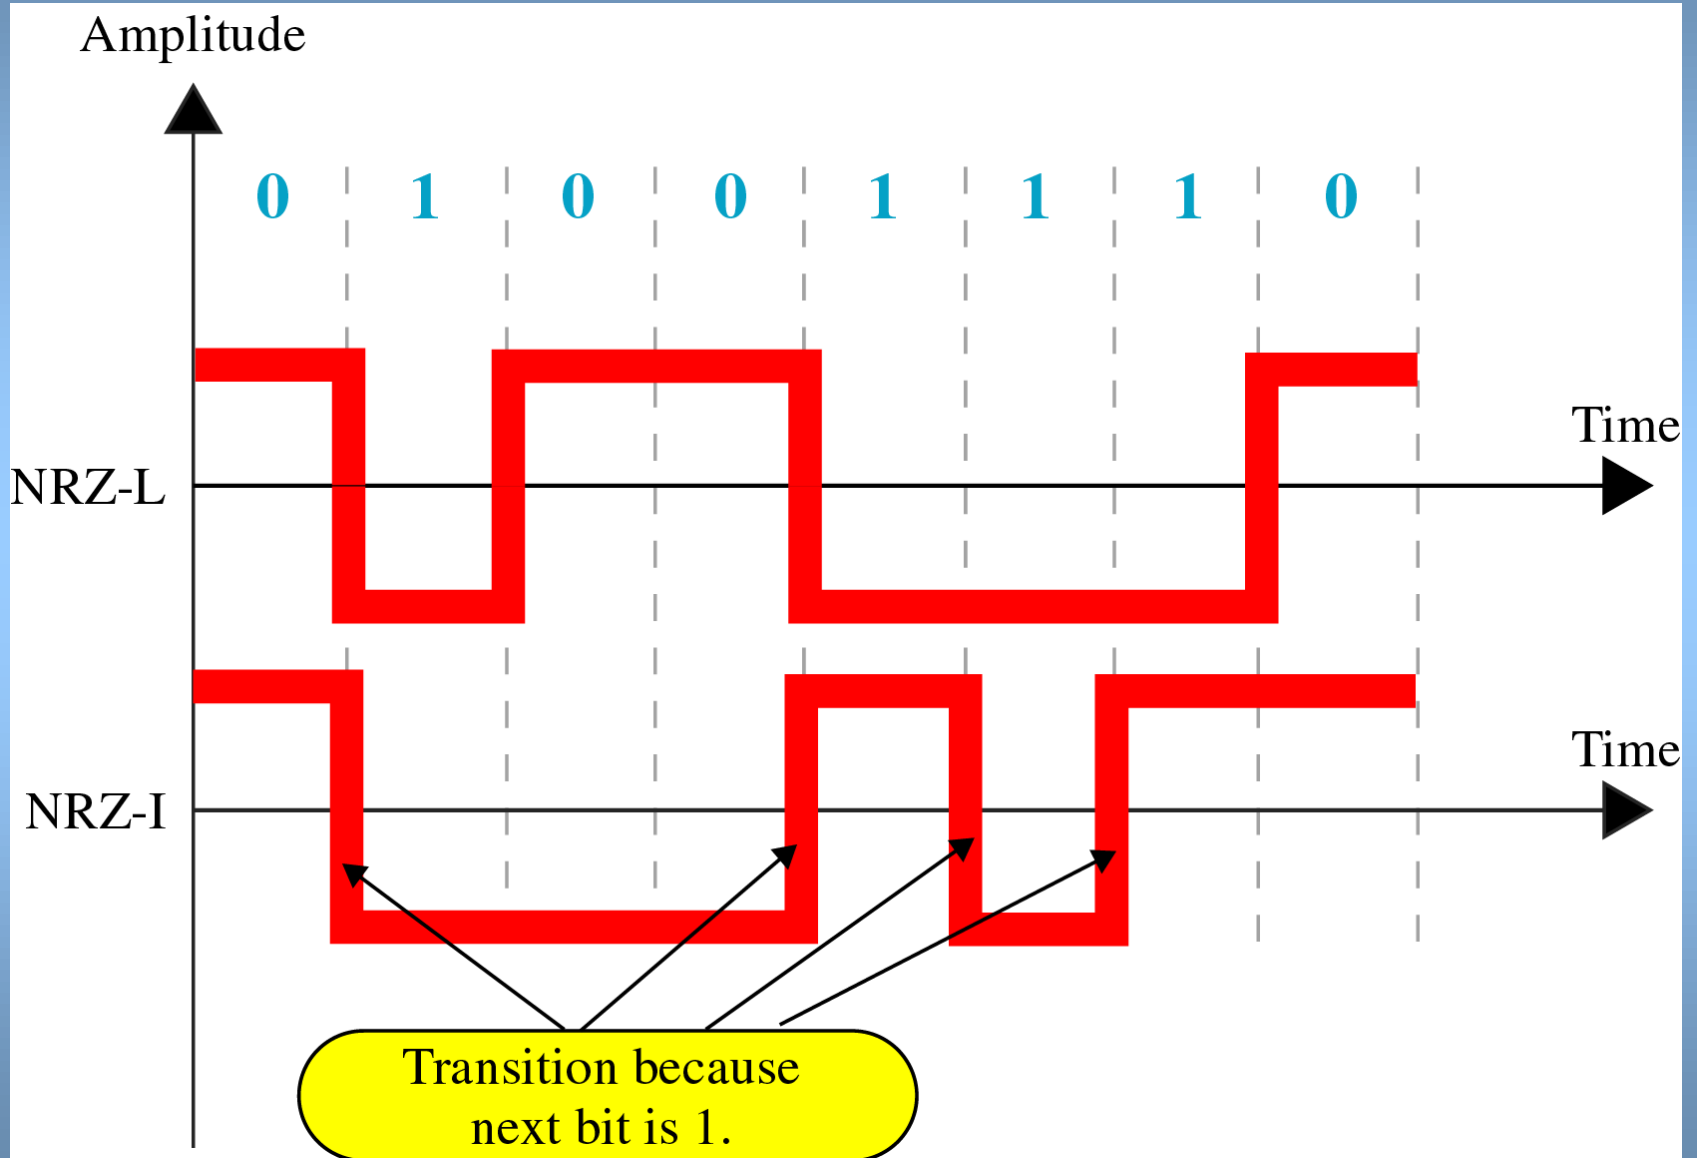 Amplitude
0 1 0 0 1 1 1 0
Time
NRZ-L
Time
NRZ-I
Transition because
next bit is 1.